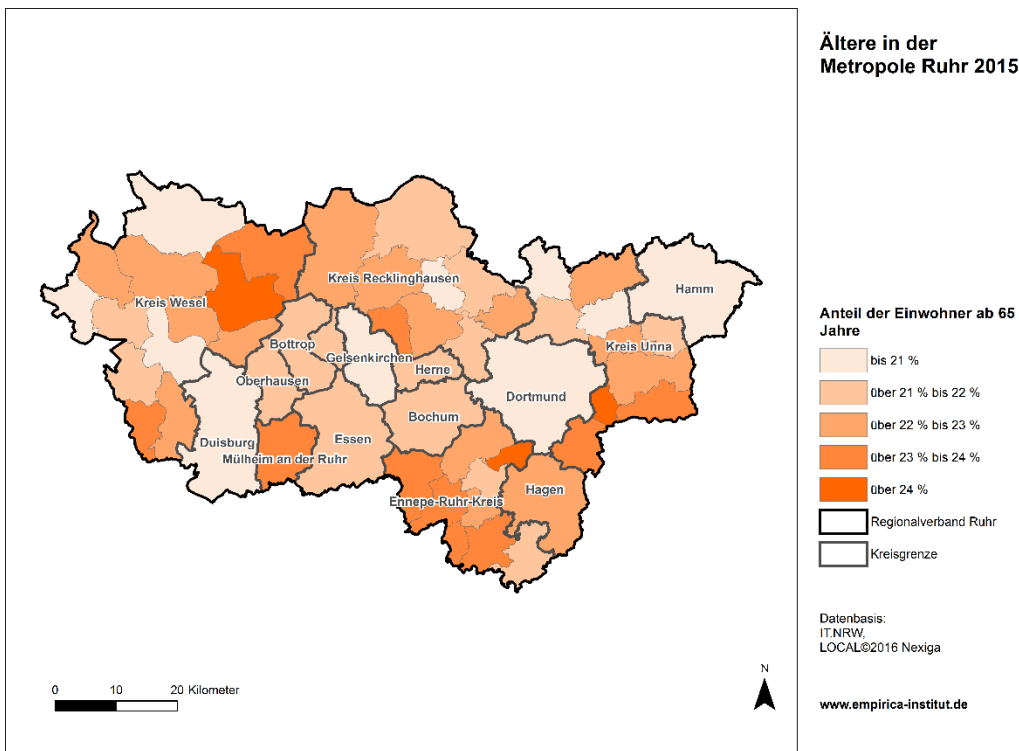 Ältere in der
Metropole Ruhr 2015
Kreis Recklinghausen
Hamm
Kreis Wesel
Bottrop
Gelsenkirchen
Herne
Kreis Unna
Oberhausen
Dortmund
Bochum
Duisburg
Essen
Mülheim an der Ruhr
Hagen
Ennepe-Ruhr-Kreis
Anteil der Einwohner ab 65
Jahre
bis 21 %
über 21 % bis 22 %
über 22 % bis 23 %
über 23 % bis 24 %
über 24 %
Regionalverband Ruhr
Kreisgrenze
Datenbasis:
IT.NRW,
LOCAL©2016 Nexiga
www.empirica-institut.de
N
0 10 20 Kilometer